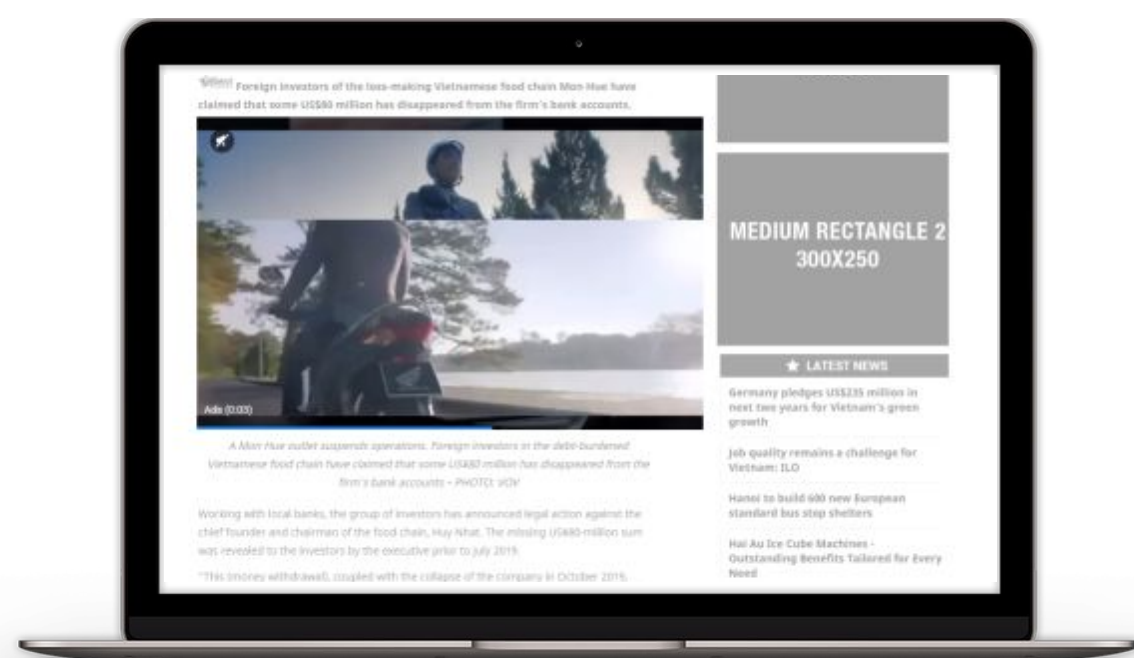 Foreign investors of the loss-making Vietnamese food chain Mon Hue have
claimed that some US$80 million has disappeared from the firm's bank accounts.
Ads (0:03)
A Mon Hue outlet suspends operations. Foreign investors in the debt-burdened
Vietnamese food chain have claimed that some US$80 million has disappeared from the
firm's bank accounts – PHOTO: VOV
Working with local banks, the group of investors has announced legal action against the
chief founder and chairman of the food chain, Huy Nhat. The missing US$80-million sum
was revealed to the investors by the executive prior to July 2019.
"This (money withdrawal), coupled with the collapse of the company in October 2019,
MEDIUM RECTANGLE 2
300X250
★ LATEST NEWS
Germany pledges US$235 million in
next two years for Vietnam's green
growth
Job quality remains a challenge for
Vietnam: ILO
Hanoi to build 600 new European
standard bus stop shelters
Hai Au Ice Cube Machines -
Outstanding Benefits Tailored for Every
Need